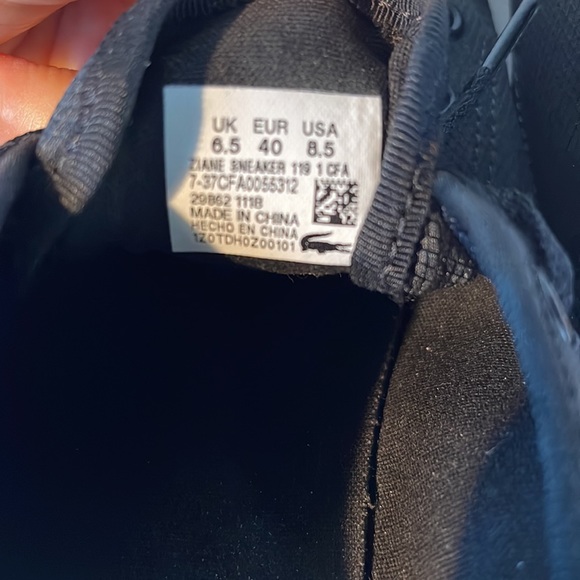 UK EUR USA
6.5 40 8.5
ZIANE SNEAKER 119 1 CFA
7-37CFA0055312
29B62 111B
MADE IN CHINA
HECHO EN CHINA
1Z0TDH0Z00101